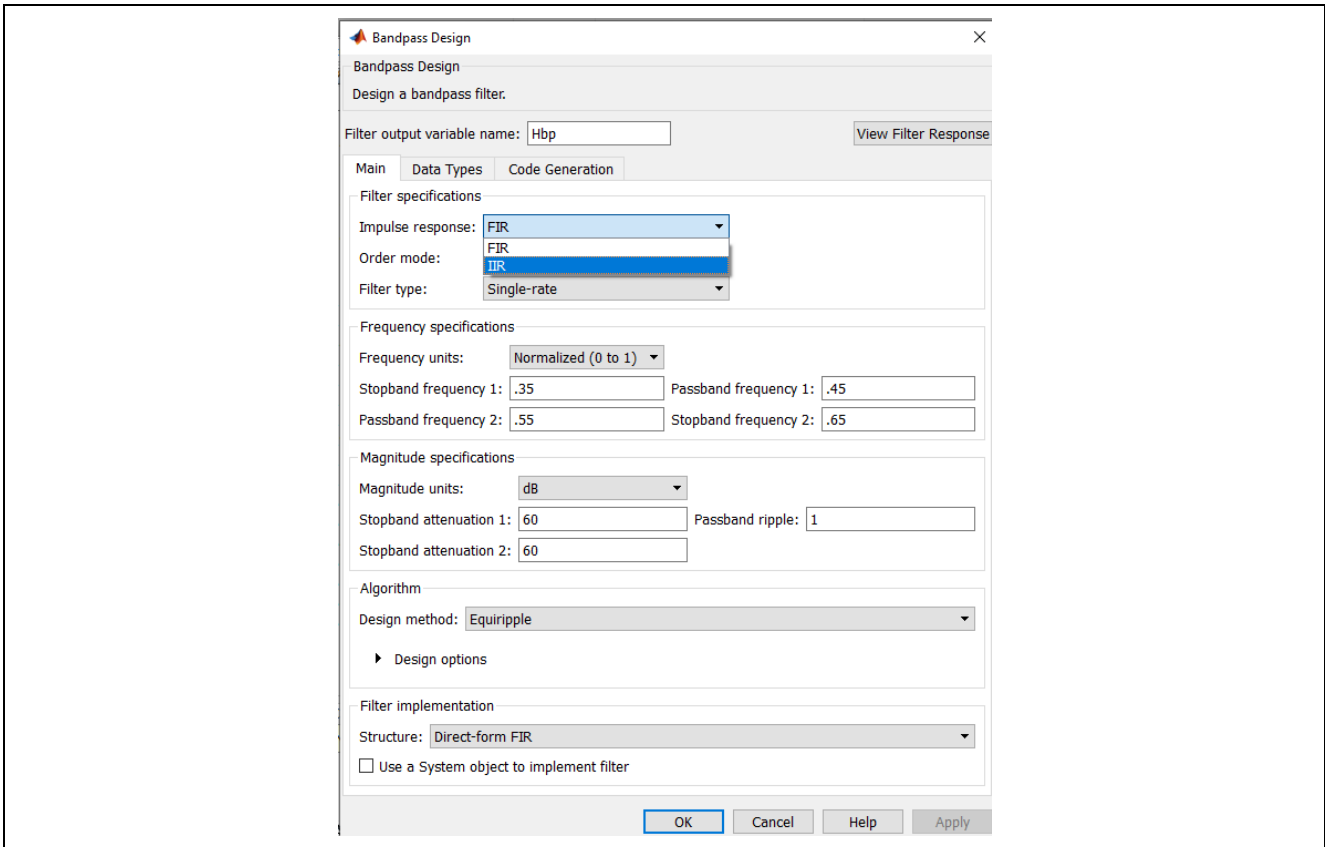 Bandpass Design
Bandpass Design
Design a bandpass filter.
Filter output variable name: Hbp View Filter Response
Main Data Types Code Generation
Filter specifications
Impulse response: FIR
FIR
Order mode: IIR
Filter type: Single-rate
Frequency specifications
Frequency units: Normalized (0 to 1)
Stopband frequency 1: .35 Passband frequency 1: .45
Passband frequency 2: .55 Stopband frequency 2: .65
Magnitude specifications
Magnitude units: dB
Stopband attenuation 1: 60 Passband ripple: 1
Stopband attenuation 2: 60
Algorithm
Design method: Equiripple
Design options
Filter implementation
Structure: Direct-form FIR
Use a System object to implement filter
OK Cancel Help Apply